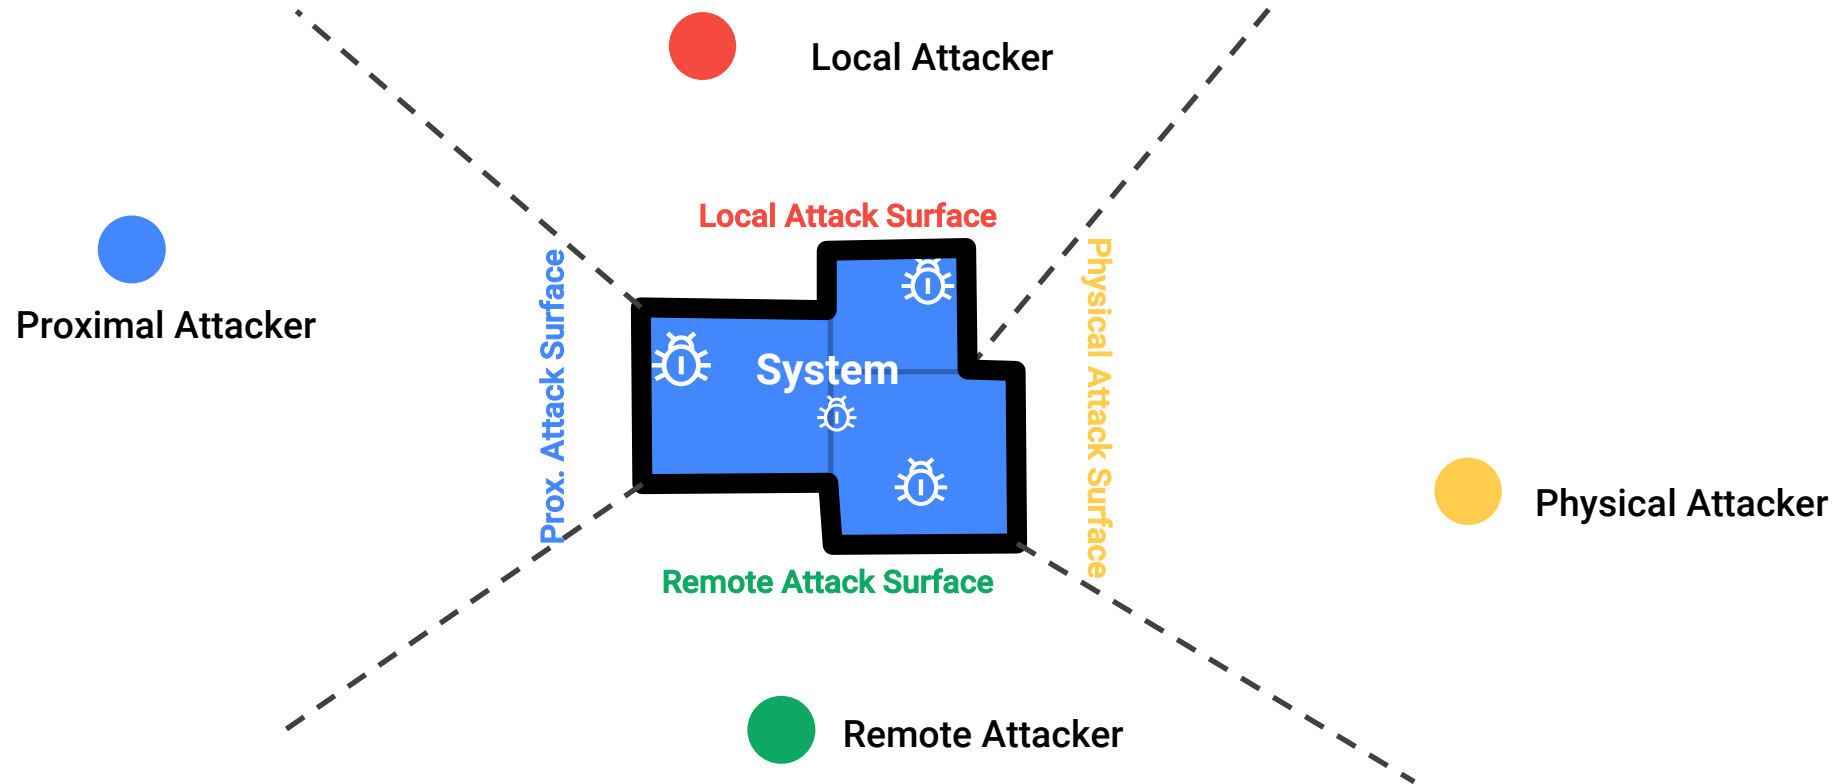 Local Attacker
Local Attack Surface
Proximal Attacker
Prox. Attack Surface
System
Physical Attack Surface
Physical Attacker
Remote Attack Surface
Remote Attacker